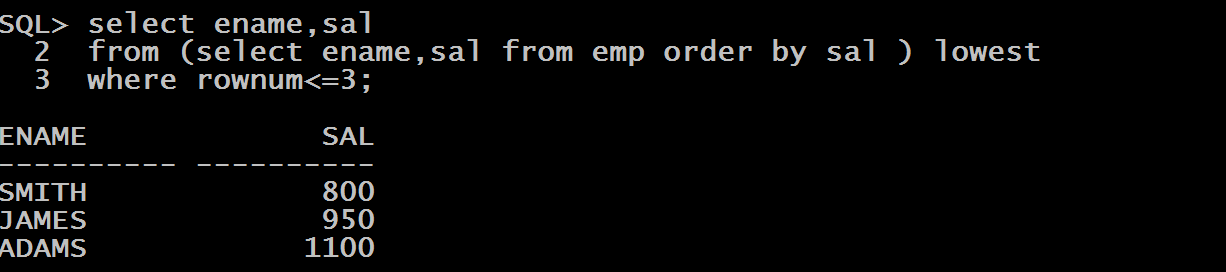 SQL> select ename,sal
  2  from (select ename,sal from emp order by sal ) lowest
  3  where rownum<=3;

ENAME             SAL
---------- ----------
SMITH             800
JAMES             950
ADAMS            1100